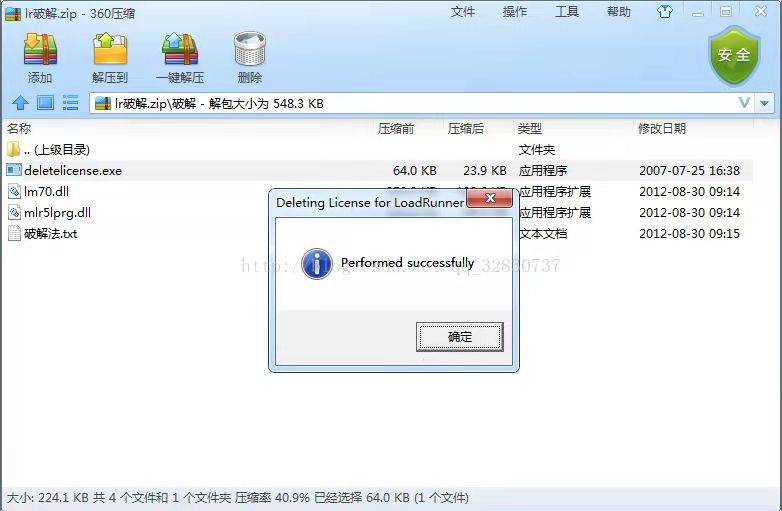 lr破解.zip - 360压缩
文件 操作 工具 帮助
添加 解压到 一键解压 删除
安全
lr破解.zip\破解 - 解包大小为 548.3 KB
名称 压缩前 压缩后 类型 修改日期
.. (上级目录) 文件夹
deletelicense.exe 64.0 KB 23.9 KB 应用程序 2007-07-25 16:38
lm70.dll 应用程序扩展 2012-08-30 09:14
mlr5lprg.dll 应用程序扩展 2012-08-30 09:14
破解法.txt 文本文档 2012-08-30 09:15
Deleting License for LoadRunner
Performed successfully
http://blog.csdn.net/qq_32830737
确定
大小: 224.1 KB 共 4 个文件和 1 个文件夹 压缩率 40.9% 已经选择 64.0 KB (1 个文件)